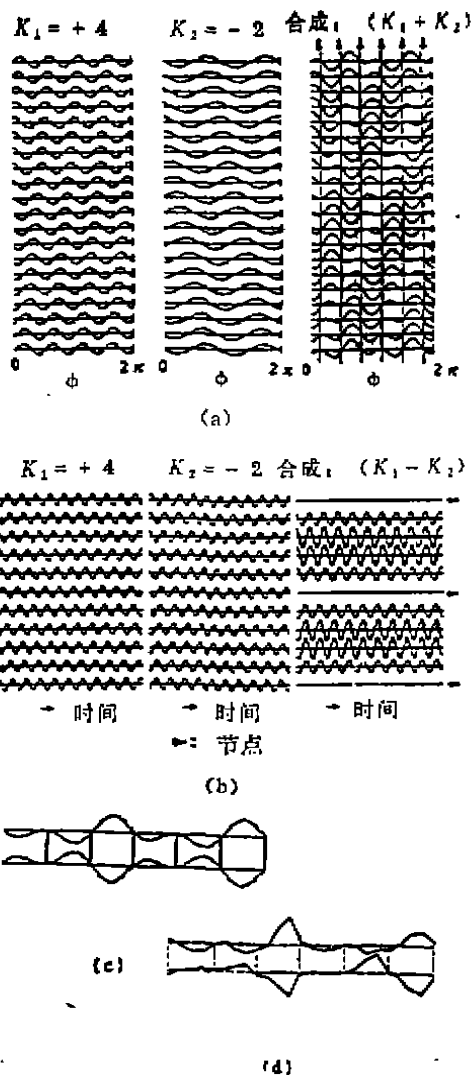 K₁ = + 4 K₂ = − 2 合成: (K₁ + K₂)
0 2π 0 2π 0 2π
Φ Φ Φ
(a)
K₁ = + 4 K₂ = − 2 合成: (K₁ − K₂)
→ 时间 → 时间 → 时间
←: 节点
(b)
(c)
(d)